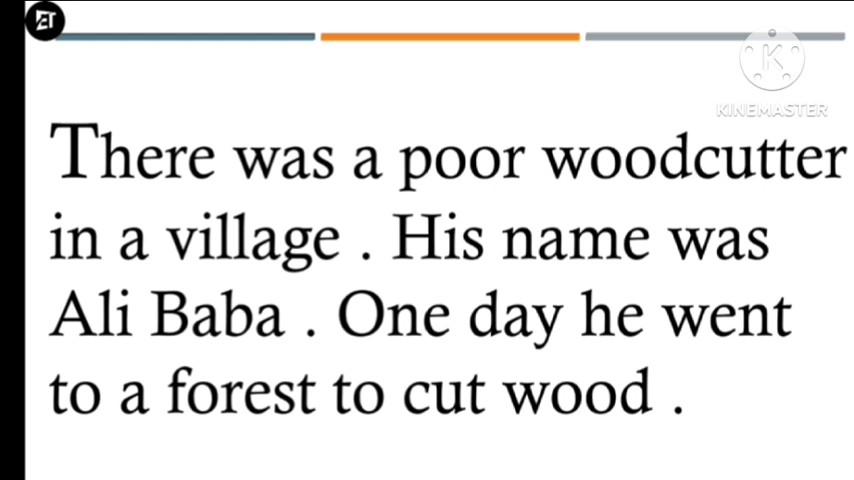 ET
KINEMASTER
There was a poor woodcutter
in a village . His name was
Ali Baba . One day he went
to a forest to cut wood .